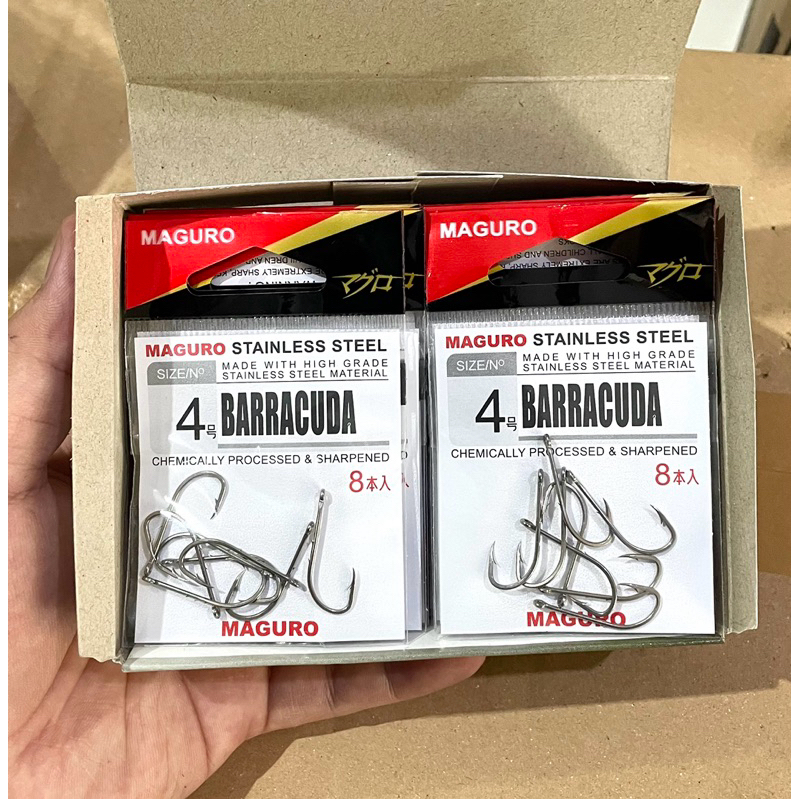 MAGURO
マグロ
MAGURO STAINLESS STEEL
SIZE/Nº
MADE WITH HIGH GRADE
STAINLESS STEEL MATERIAL
4号 BARRACUDA
CHEMICALLY PROCESSED & SHARPENED
8本入
MAGURO
MAGURO
マグロ
MAGURO STAINLESS STEEL
SIZE/Nº
MADE WITH HIGH GRADE
STAINLESS STEEL MATERIAL
4号 BARRACUDA
CHEMICALLY PROCESSED & SHARPENED
8本入
MAGURO